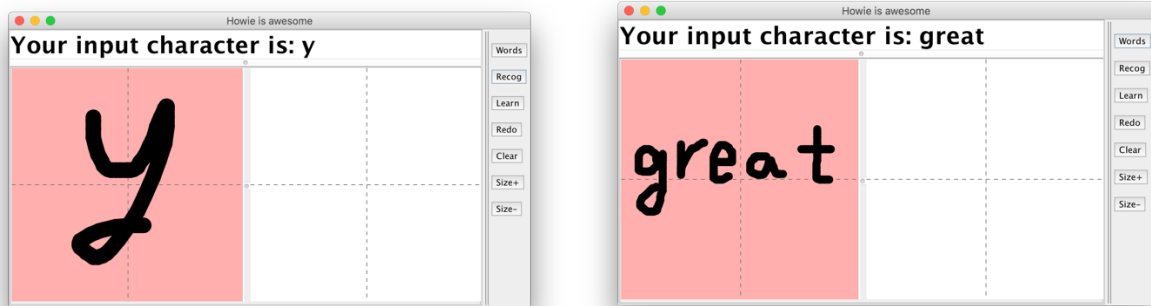 Howie is awesome
Your input character is: y
Words
Recog
Learn
Redo
Clear
Size+
Size-
y
Howie is awesome
Your input character is: great
Words
Recog
Learn
Redo
Clear
Size+
Size-
great